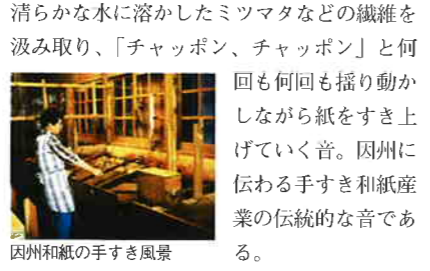 清らかな水に溶かしたミツマタなどの繊維を
汲み取り、「チャッポン、チャッポン」と何
回も何回も揺り動か
しながら紙をすき上
げていく音。因州に
伝わる手すき和紙産
業の伝統的な音であ
る。
因州和紙の手すき風景